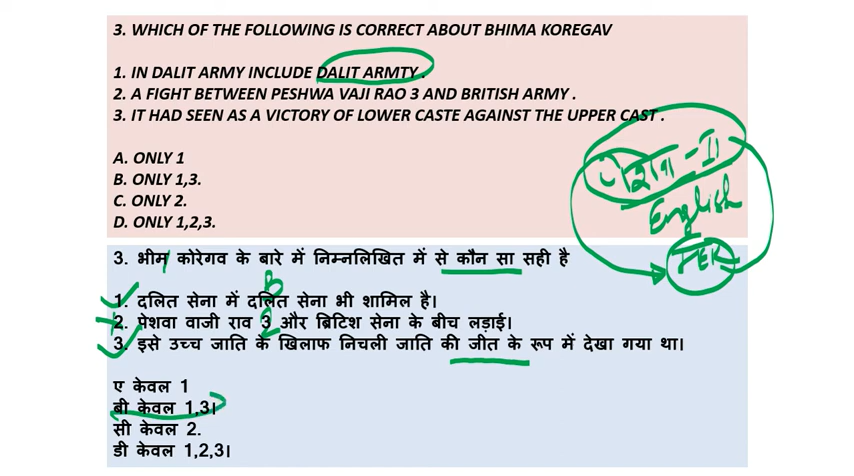 3. WHICH OF THE FOLLOWING IS CORRECT ABOUT BHIMA KOREGAV
1. IN DALIT ARMY INCLUDE DALIT ARMTY .
2. A FIGHT BETWEEN PESHWA VAJI RAO 3 AND BRITISH ARMY .
3. IT HAD SEEN AS A VICTORY OF LOWER CASTE AGAINST THE UPPER CAST .
A. ONLY 1
B. ONLY 1,3.
C. ONLY 2.
D. ONLY 1,2,3.
English
3. भीम कोरेगव के बारे में निम्नलिखित में से कौन सा सही है
B
1. दलित सेना में दलित सेना भी शामिल है।
2. पेशवा वाजी राव 3 और ब्रिटिश सेना के बीच लड़ाई।
2
3. इसे उच्च जाति के खिलाफ निचली जाति की जीत के रूप में देखा गया था।
ए केवल 1
बी केवल 1,3।
सी केवल 2.
डी केवल 1,2,3।